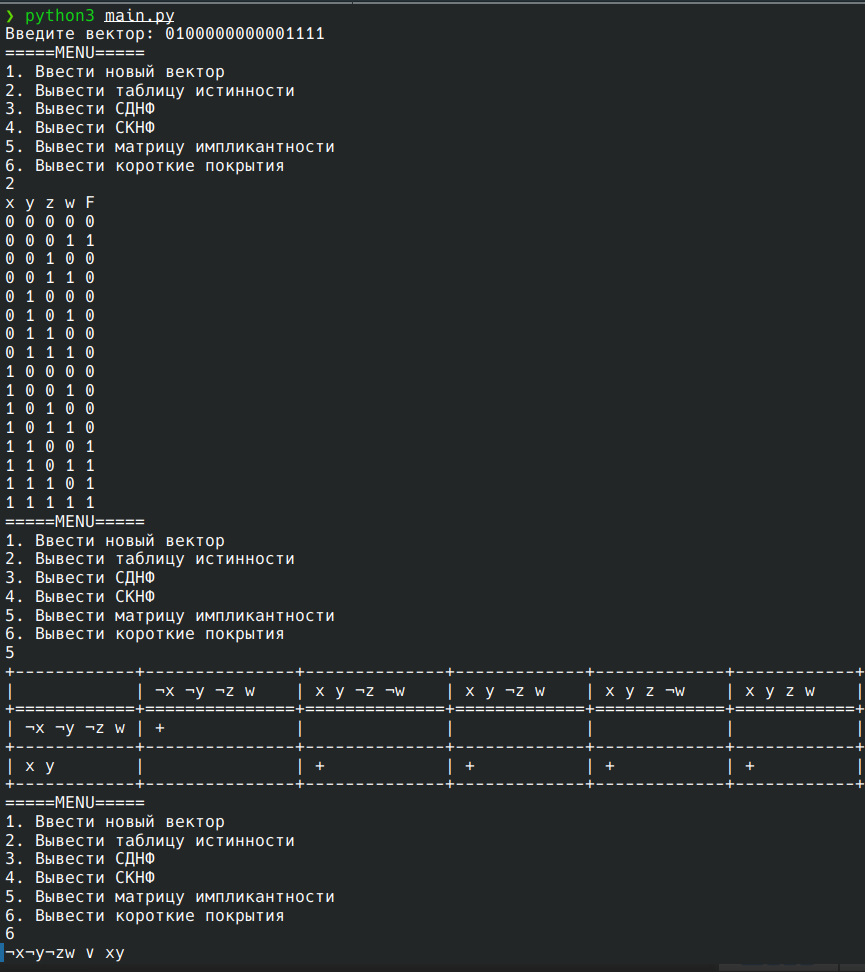 ❯ python3 main.py
Введите вектор: 0100000000001111
=====MENU=====
1. Ввести новый вектор
2. Вывести таблицу истинности
3. Вывести СДНФ
4. Вывести СКНФ
5. Вывести матрицу импликантности
6. Вывести короткие покрытия
2
x y z w F
0 0 0 0 0
0 0 0 1 1
0 0 1 0 0
0 0 1 1 0
0 1 0 0 0
0 1 0 1 0
0 1 1 0 0
0 1 1 1 0
1 0 0 0 0
1 0 0 1 0
1 0 1 0 0
1 0 1 1 0
1 1 0 0 1
1 1 0 1 1
1 1 1 0 1
1 1 1 1 1
=====MENU=====
1. Ввести новый вектор
2. Вывести таблицу истинности
3. Вывести СДНФ
4. Вывести СКНФ
5. Вывести матрицу импликантности
6. Вывести короткие покрытия
5
+------------+---------------+--------------+-------------+-------------+------------+
|            | ¬x ¬y ¬z w    | x y ¬z ¬w    | x y ¬z w    | x y z ¬w    | x y z w    |
+============+===============+==============+=============+=============+============+
| ¬x ¬y ¬z w | +             |              |             |             |            |
+------------+---------------+--------------+-------------+-------------+------------+
| x y        |               | +            | +           | +           | +          |
+------------+---------------+--------------+-------------+-------------+------------+
=====MENU=====
1. Ввести новый вектор
2. Вывести таблицу истинности
3. Вывести СДНФ
4. Вывести СКНФ
5. Вывести матрицу импликантности
6. Вывести короткие покрытия
6
¬x¬y¬zw ∨ xy